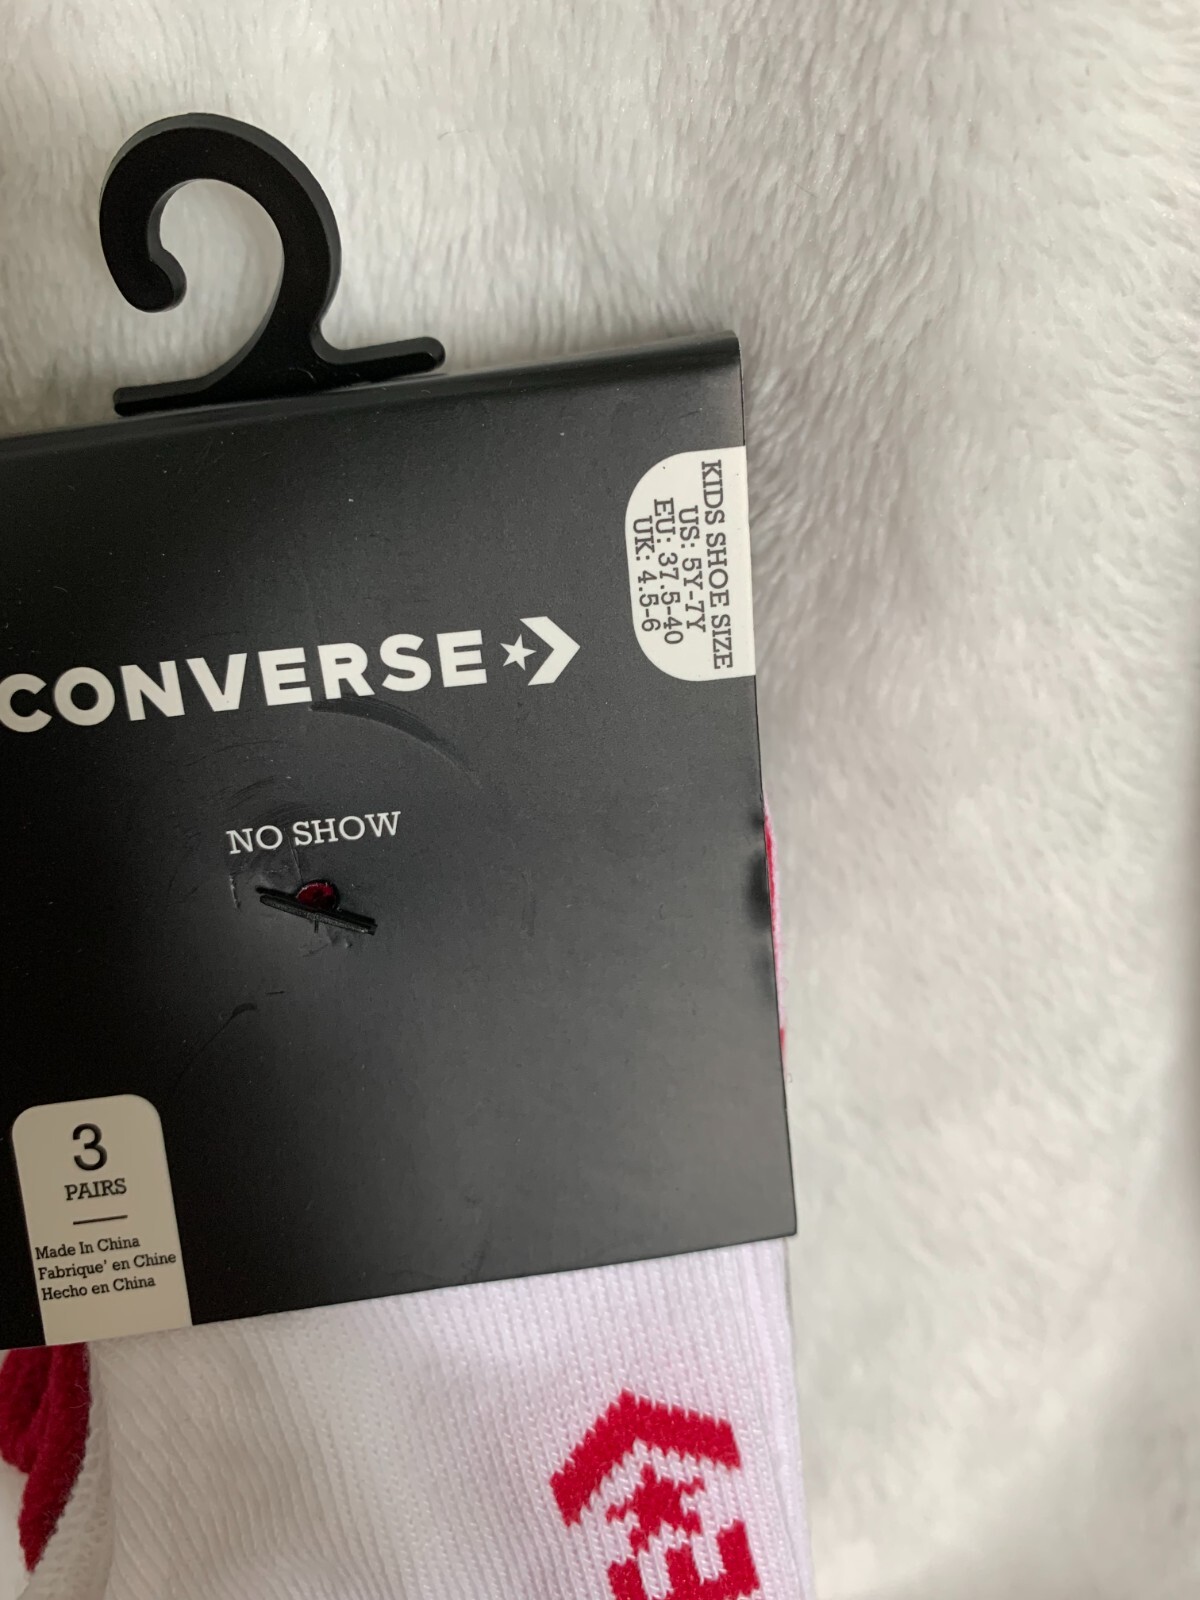 KIDS SHOE SIZE
US: 5Y-7Y
EU: 37.5-40
UK: 4.5-6
CONVERSE
NO SHOW
3
PAIRS
Made In China
Fabrique' en Chine
Hecho en China